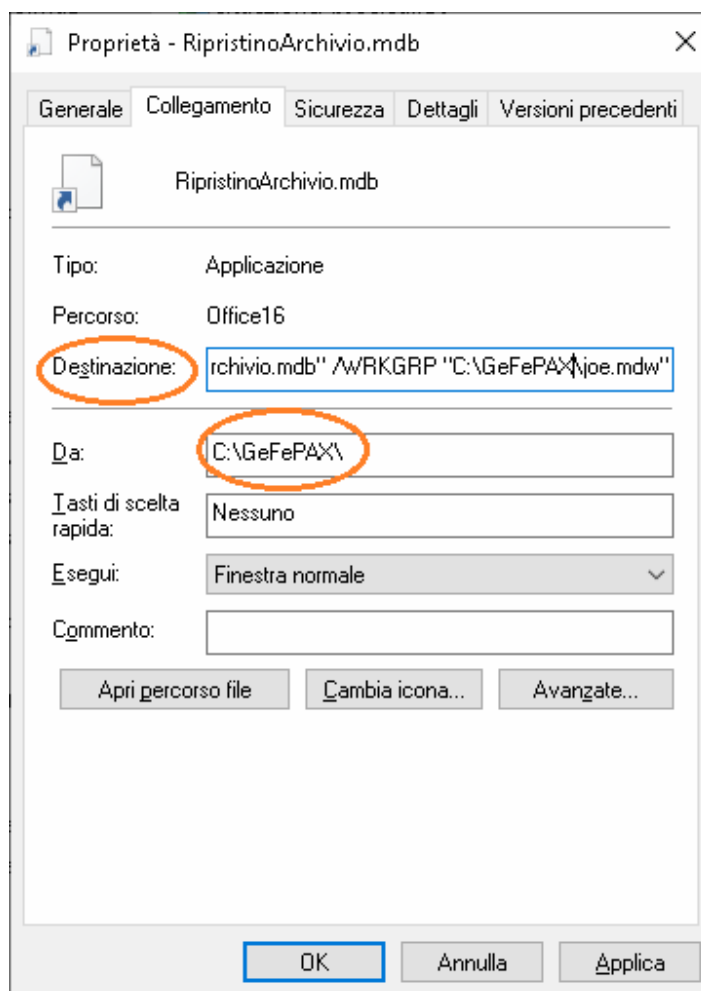 Proprietà - RipristinoArchivio.mdb
Generale Collegamento Sicurezza Dettagli Versioni precedenti
RipristinoArchivio.mdb
Tipo: Applicazione
Percorso: Office16
Destinazione: rchivio.mdb" /WRKGRP "C:\GeFePAX\joe.mdw"
Da: C:\GeFePAX\
Tasti di scelta rapida: Nessuno
Esegui: Finestra normale
Commento:
Apri percorso file Cambia icona... Avanzate...
OK Annulla Applica